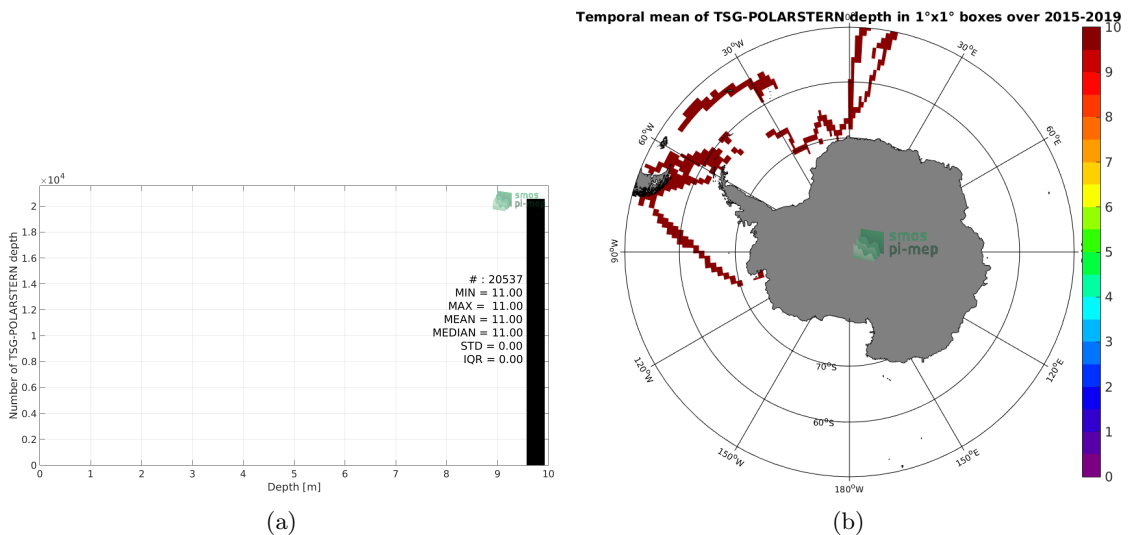 Temporal mean of TSG-POLARSTERN depth in 1°x1° boxes over 2015-2019
×10⁴
2
1.8
1.6
1.4
1.2
1
0.8
0.6
0.4
0.2
0
Number of TSG-POLARSTERN depth
smos
pi-mep
# : 20537
MIN = 11.00
MAX = 11.00
MEAN = 11.00
MEDIAN = 11.00
STD = 0.00
IQR = 0.00
0 1 2 3 4 5 6 7 8 9 10
Depth [m]
(a)
0°
30°W
30°E
60°W
60°E
90°W
120°W
120°E
150°W
150°E
180°W
70°S
60°S
smos
pi-mep
10
9
8
7
6
5
4
3
2
1
0
(b)